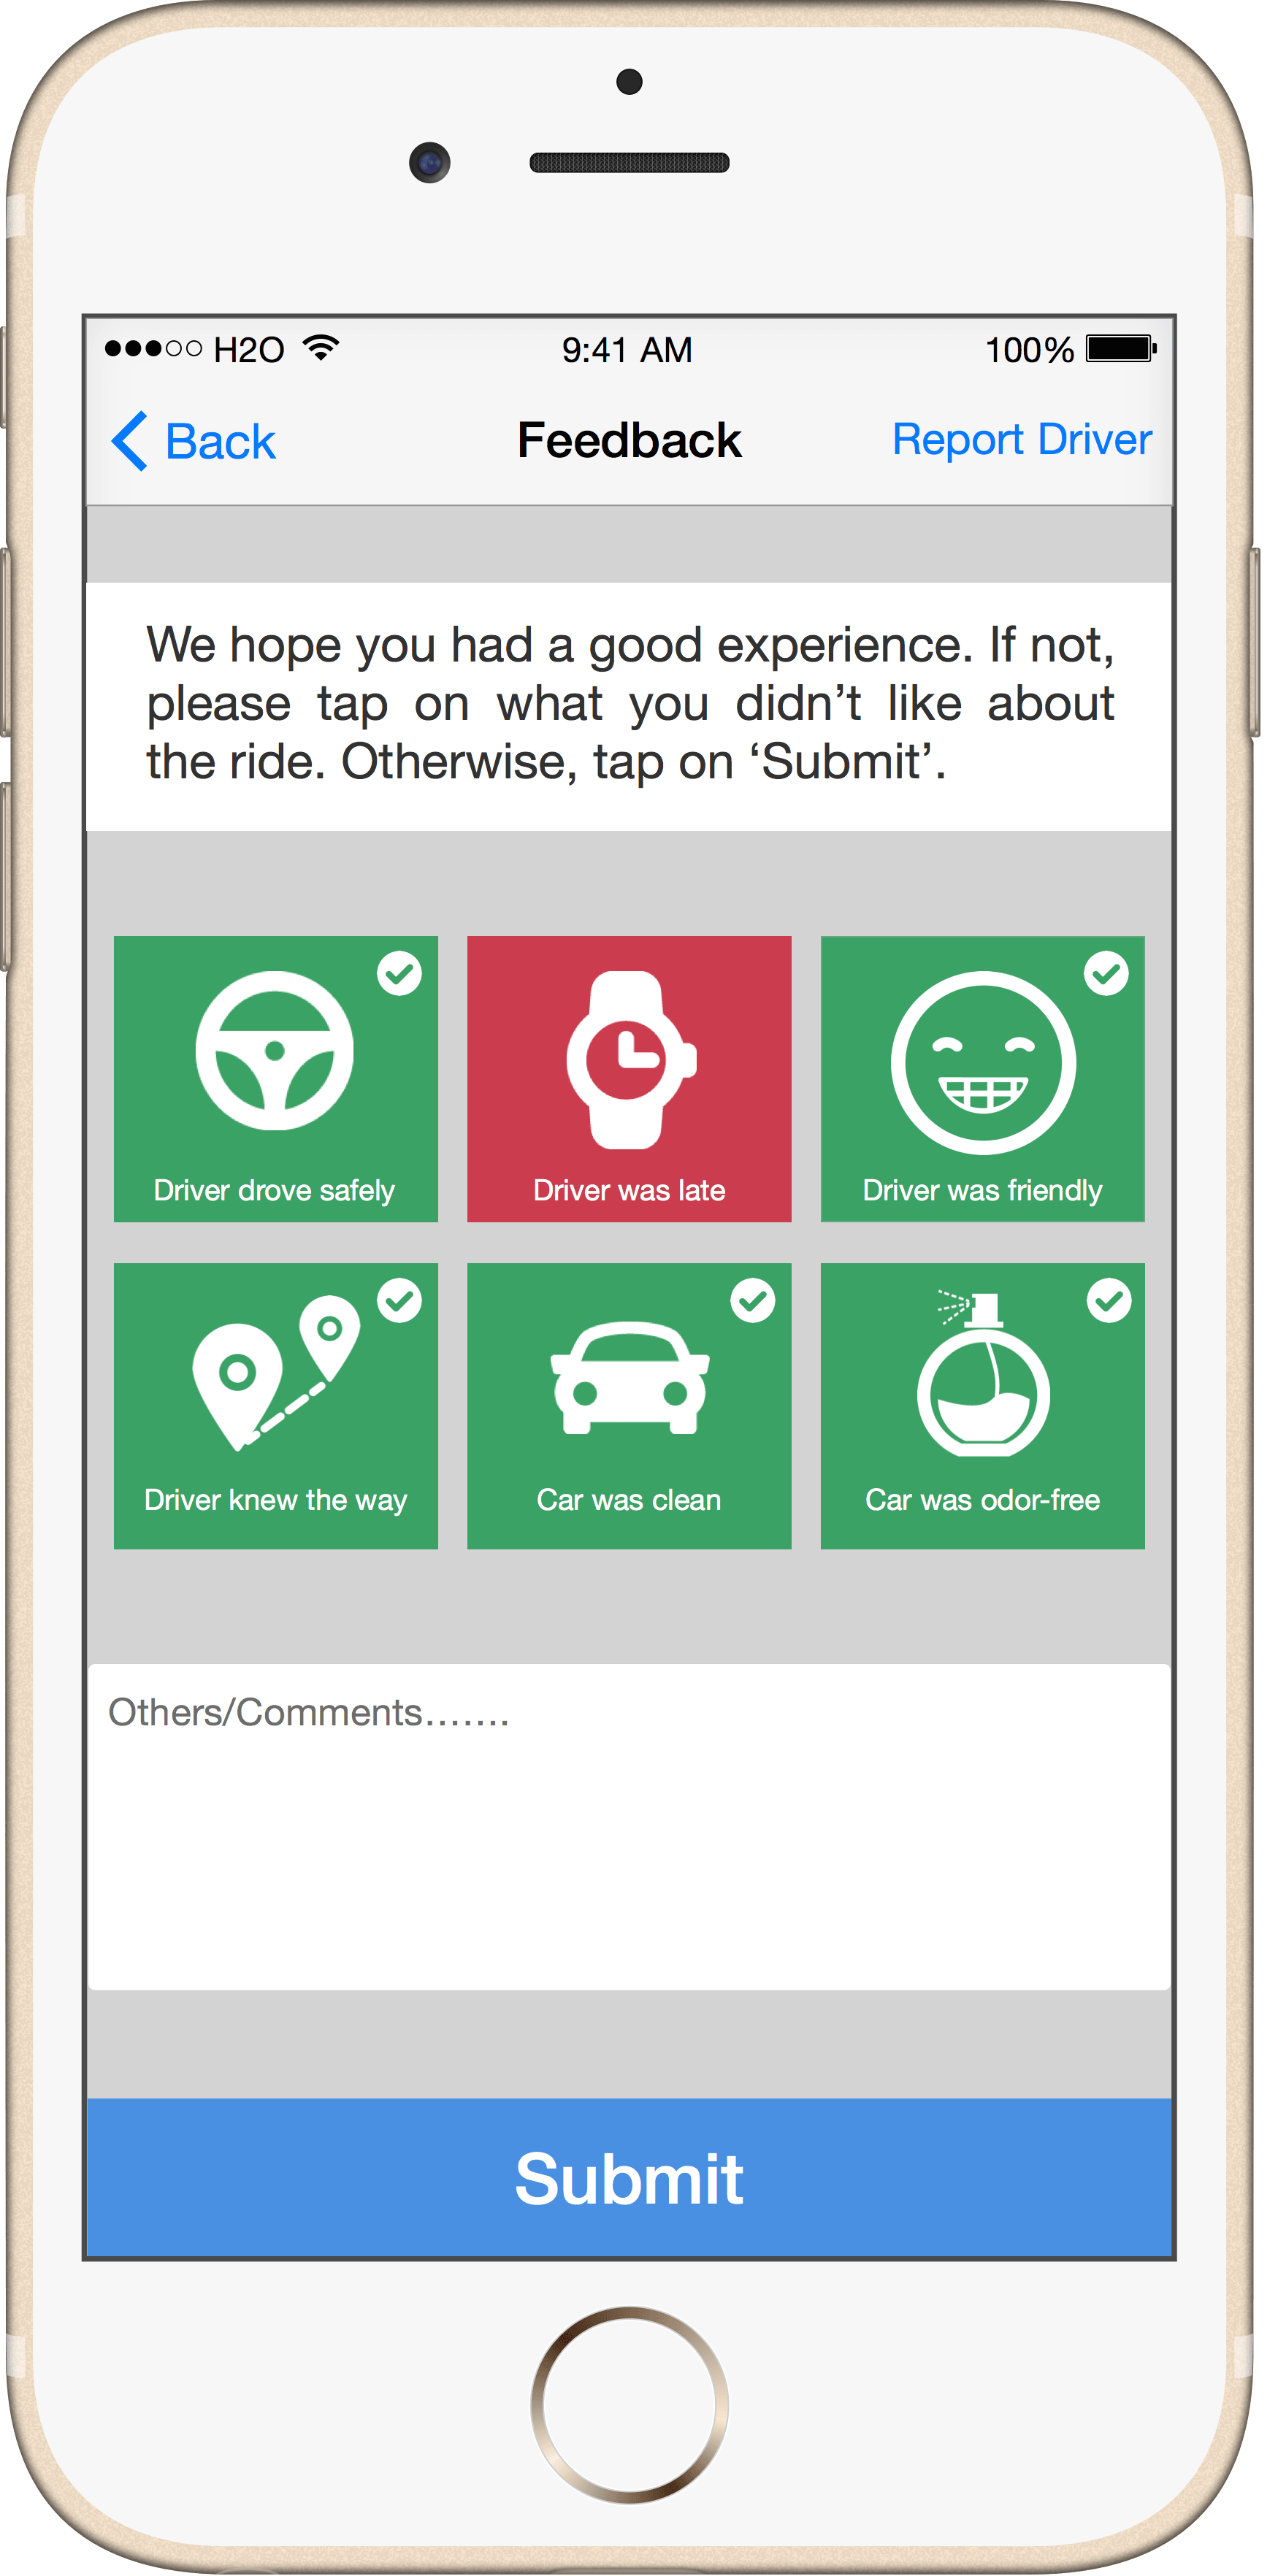 H2O 9:41 AM 100%
Back Feedback Report Driver
We hope you had a good experience. If not,
please tap on what you didn’t like about
the ride. Otherwise, tap on ‘Submit’.
Driver drove safely Driver was late Driver was friendly
Driver knew the way Car was clean Car was odor-free
Others/Comments.......
Submit